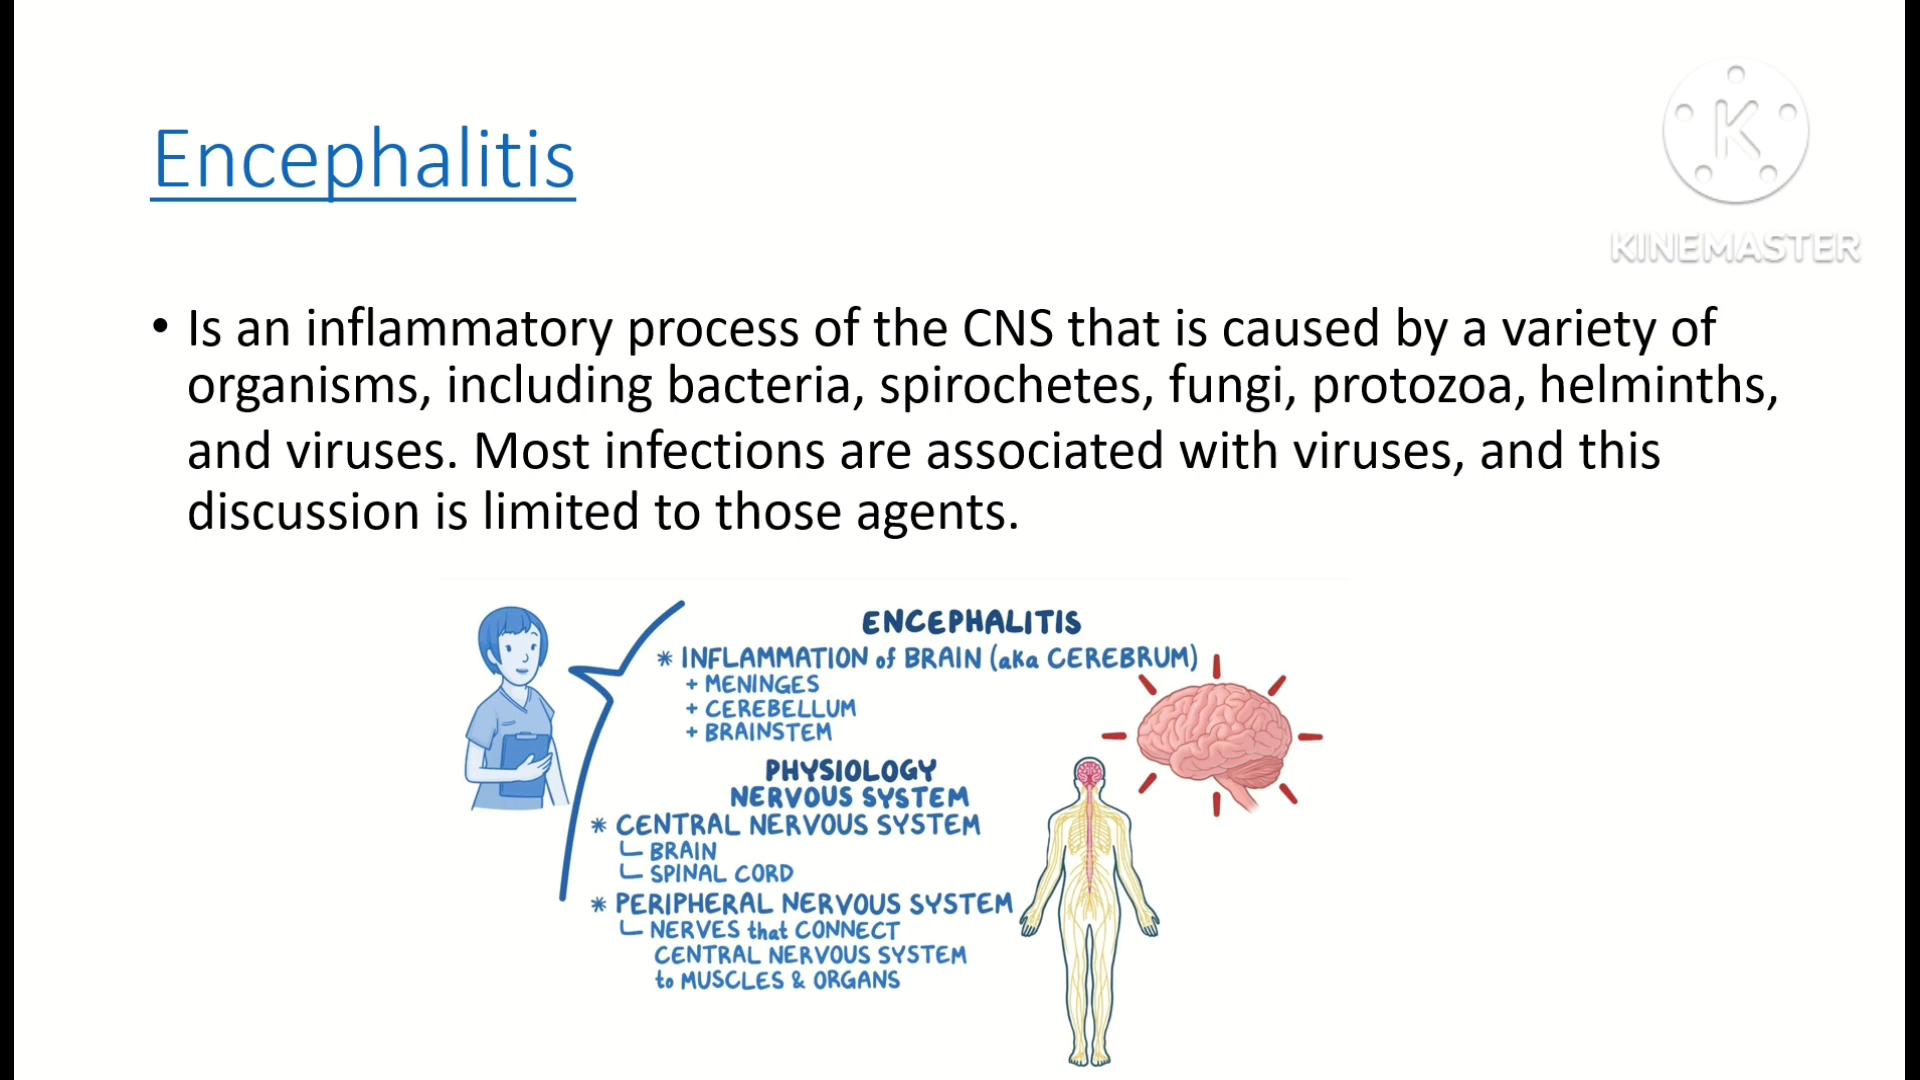 Encephalitis
KINEMASTER
• Is an inflammatory process of the CNS that is caused by a variety of
organisms, including bacteria, spirochetes, fungi, protozoa, helminths,
and viruses. Most infections are associated with viruses, and this
discussion is limited to those agents.
ENCEPHALITIS
* INFLAMMATION of BRAIN (aka CEREBRUM)
+ MENINGES
+ CEREBELLUM
+ BRAINSTEM
PHYSIOLOGY
NERVOUS SYSTEM
* CENTRAL NERVOUS SYSTEM
BRAIN
SPINAL CORD
* PERIPHERAL NERVOUS SYSTEM
NERVES that CONNECT
CENTRAL NERVOUS SYSTEM
to MUSCLES & ORGANS